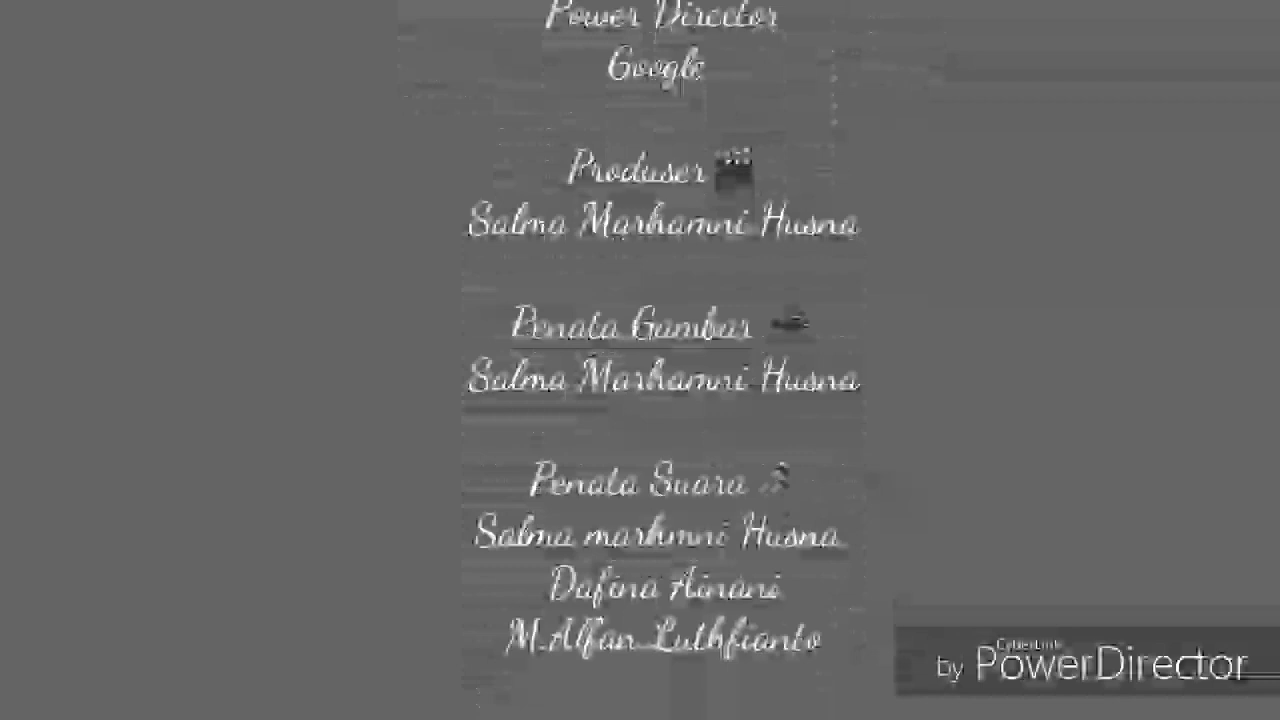 Power Director
Google
Produser
Salma Marhamni Husna
Penata Gambar
Salma Marhamni Husna
Penata Suara
Salma marhmni Husna
Dafina Ainani
M.Alfan Luthfianto
CyberLink
by PowerDirector